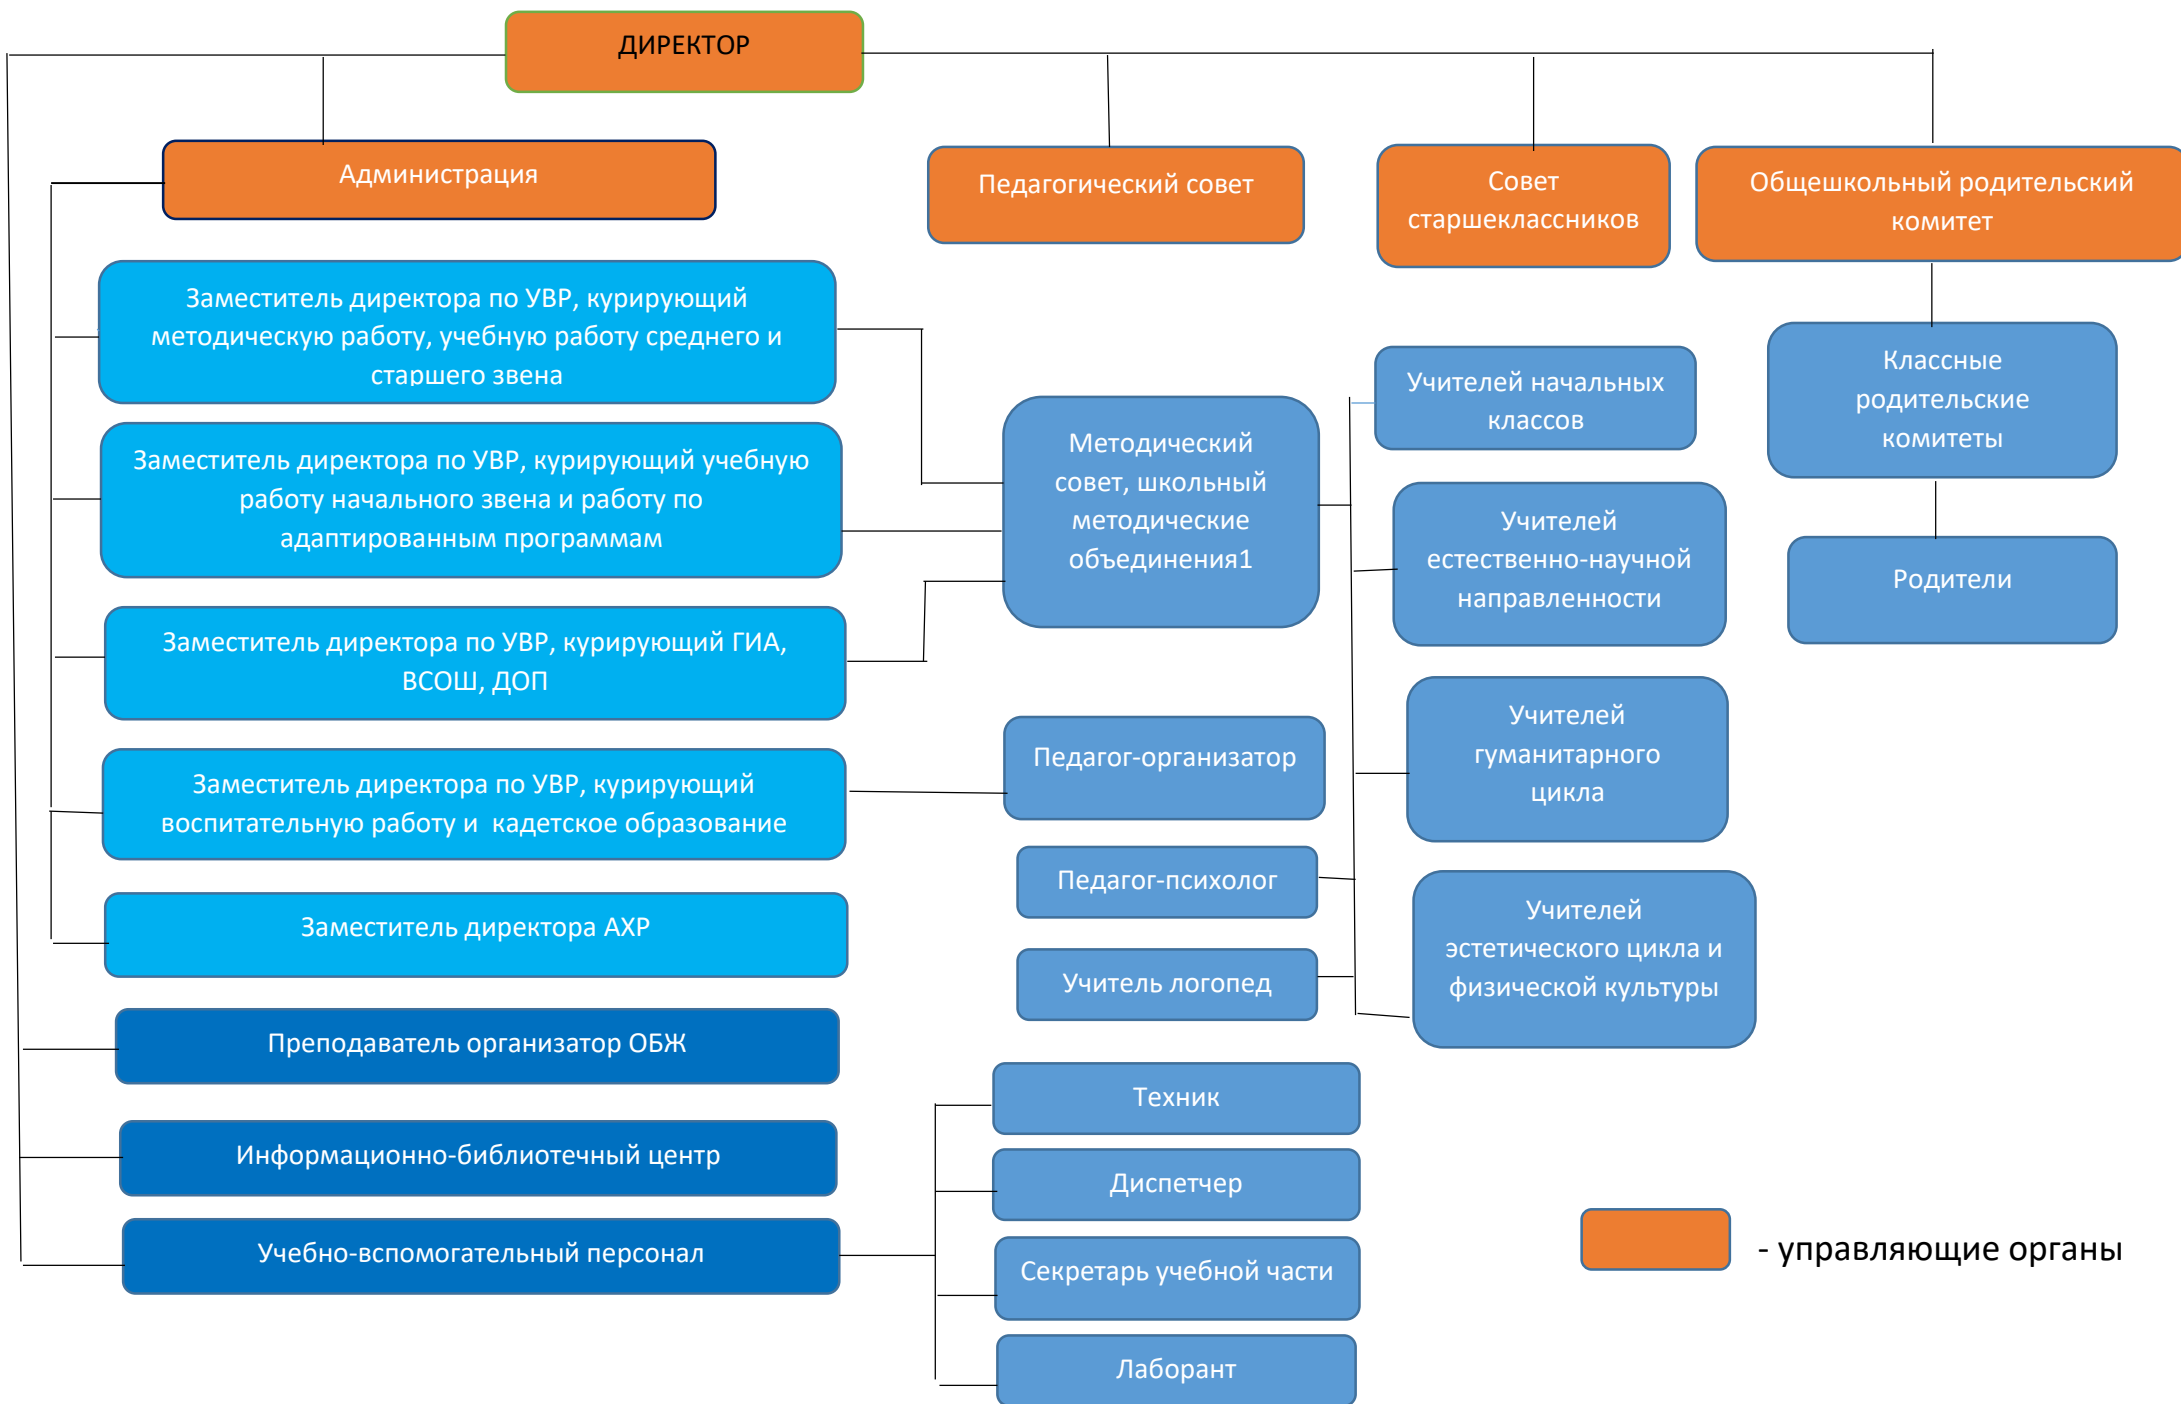 ДИРЕКТОР
Администрация
Педагогический совет
Совет
старшеклассников
Общешкольный родительский
комитет
Заместитель директора по УВР, курирующий
методическую работу, учебную работу среднего и
старшего звена
Заместитель директора по УВР, курирующий учебную
работу начального звена и работу по
адаптированным программам
Заместитель директора по УВР, курирующий ГИА,
ВСОШ, ДОП
Заместитель директора по УВР, курирующий
воспитательную работу и  кадетское образование
Заместитель директора АХР
Преподаватель организатор ОБЖ
Информационно-библиотечный центр
Учебно-вспомогательный персонал
Методический
совет, школьный
методические
объединения1
Педагог-организатор
Педагог-психолог
Учитель логопед
Техник
Диспетчер
Секретарь учебной части
Лаборант
Учителей начальных
классов
Учителей
естественно-научной
направленности
Учителей
гуманитарного
цикла
Учителей
эстетического цикла и
физической культуры
Классные
родительские
комитеты
Родители
- управляющие органы